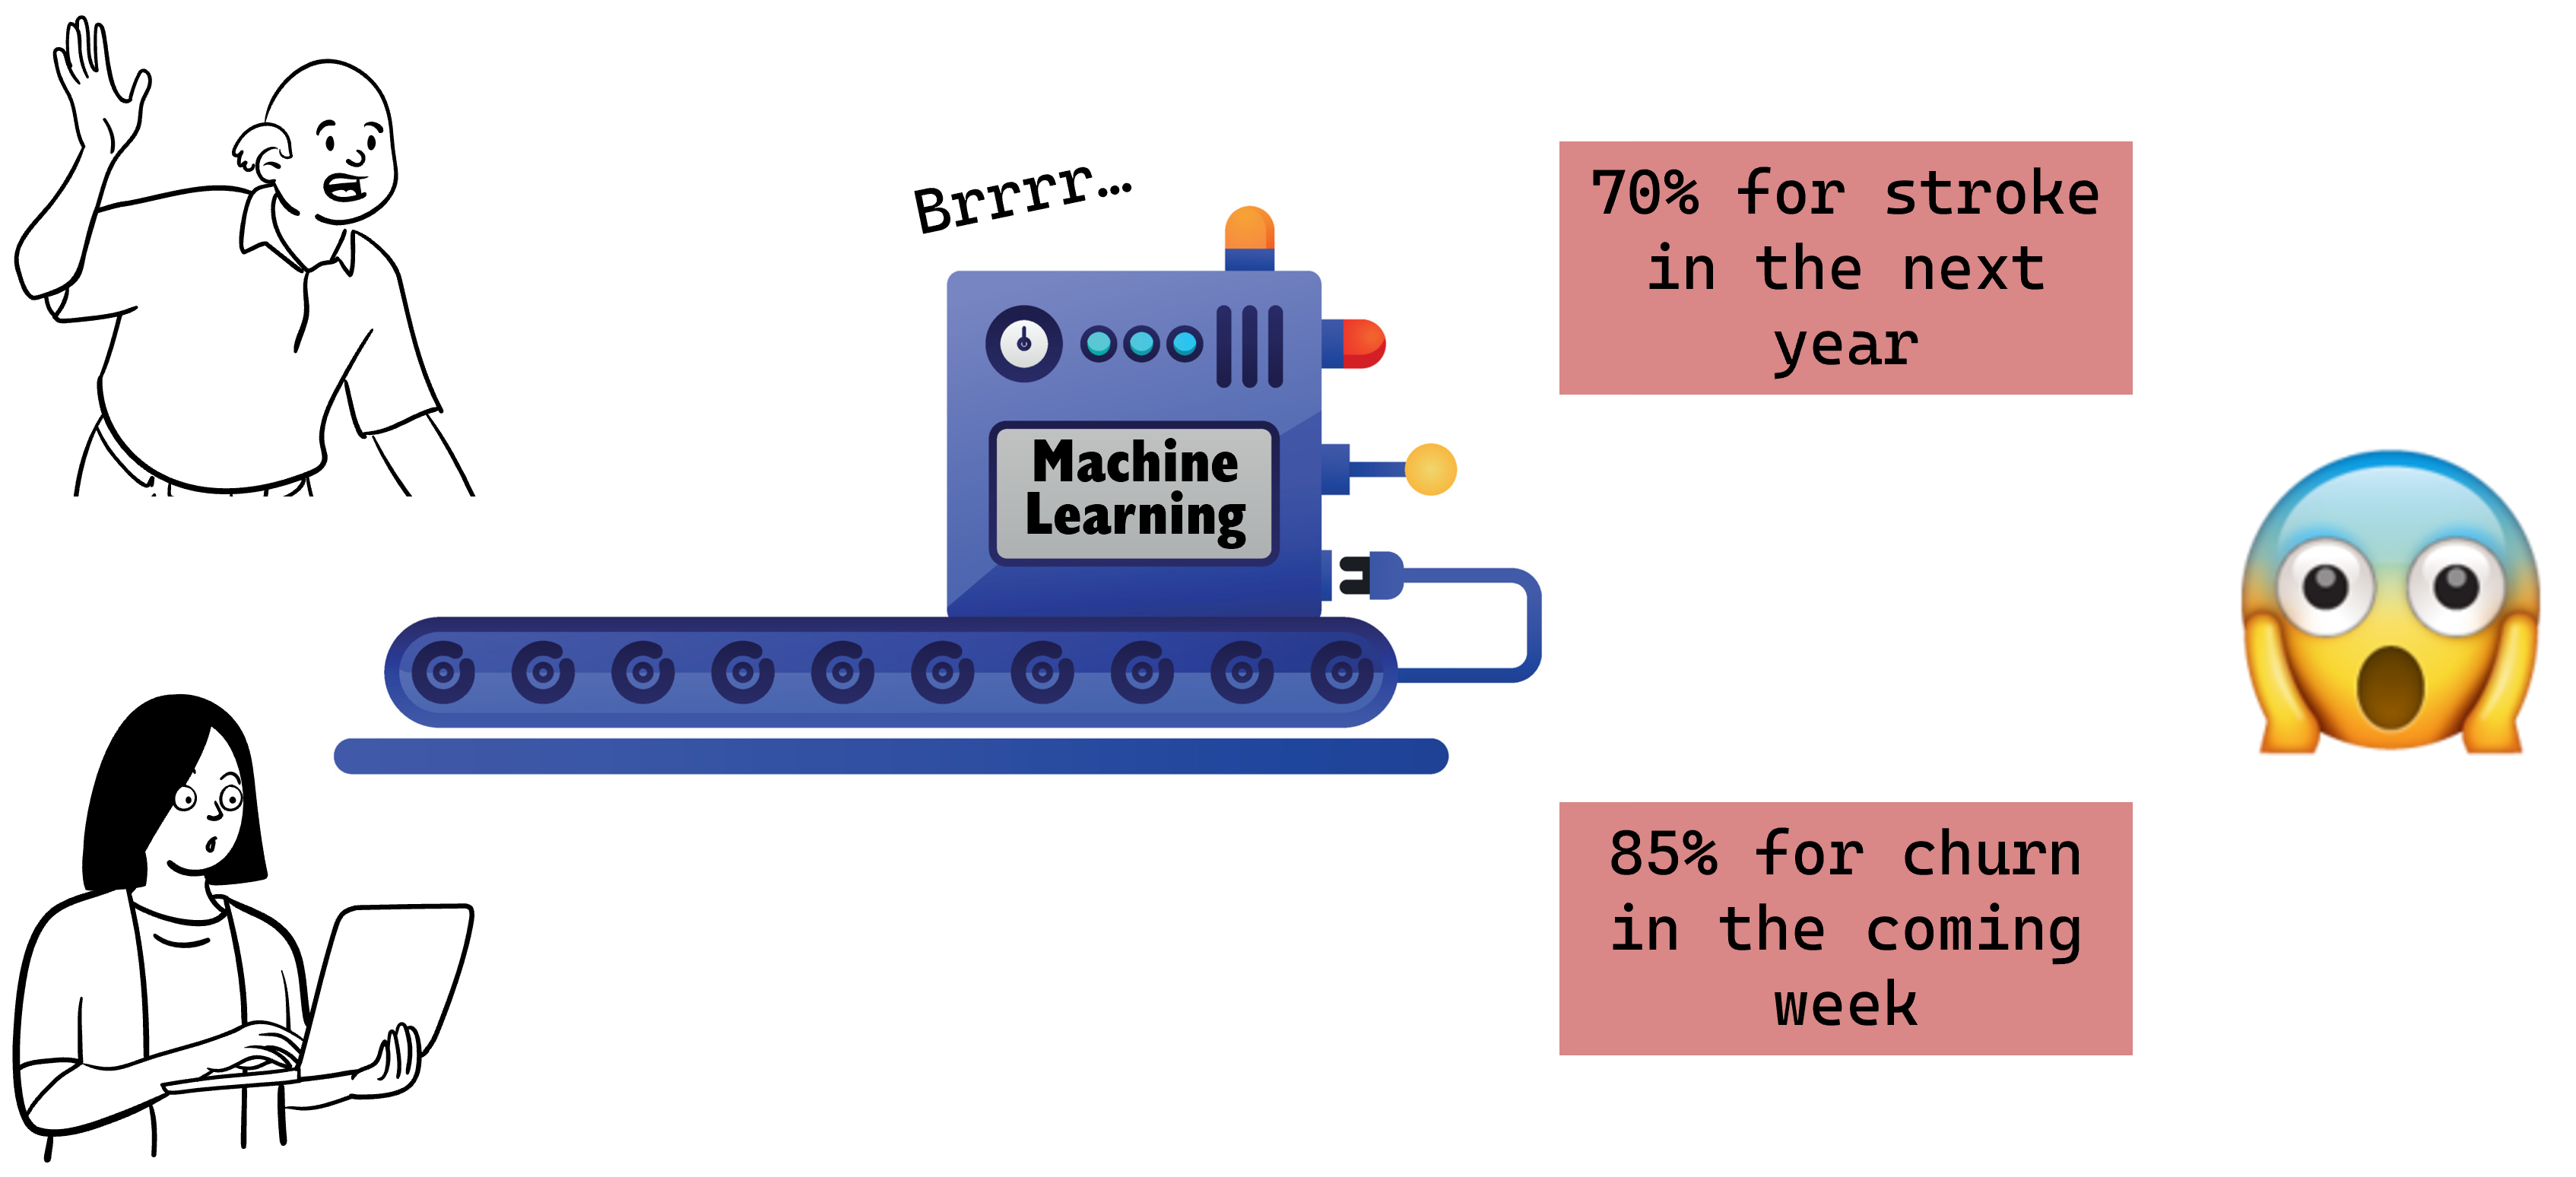 Brrrr…
Machine
Learning
70% for stroke
in the next
year
85% for churn
in the coming
week